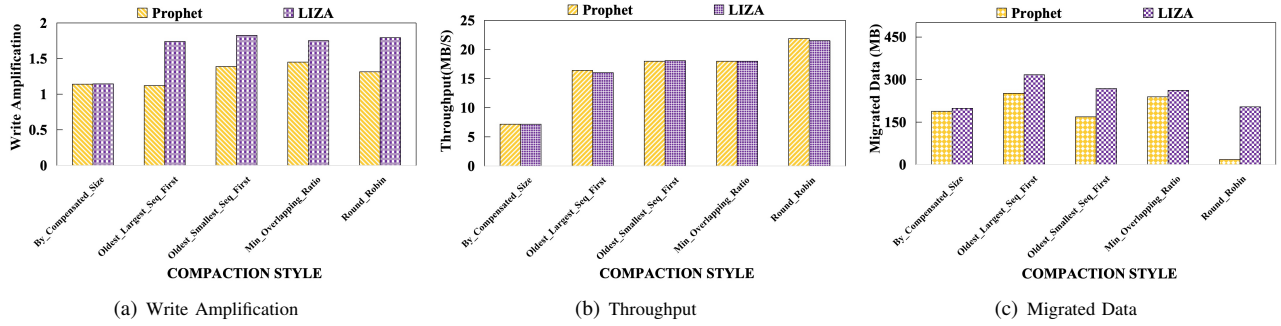 Prophet LIZA
2
1.5
1
0.5
0
Write Amplificatino
By_Compensated_Size
Oldest_Largest_Seq_First
Oldest_Smallest_Seq_First
Min_Overlapping_Ratio
Round_Robin
COMPACTION STYLE
(a) Write Amplification
Prophet LIZA
25
20
15
10
5
0
Throughput(MB/S)
By_Compensated_Size
Oldest_Largest_Seq_First
Oldest_Smallest_Seq_First
Min_Overlapping_Ratio
Round_Robin
COMPACTION STYLE
(b) Throughput
Prophet LIZA
450
300
150
0
Migrated Data (MB)
By_Compensated_Size
Oldest_Largest_Seq_First
Oldest_Smallest_Seq_First
Min_Overlapping_Ratio
Round_Robin
COMPACTION STYLE
(c) Migrated Data